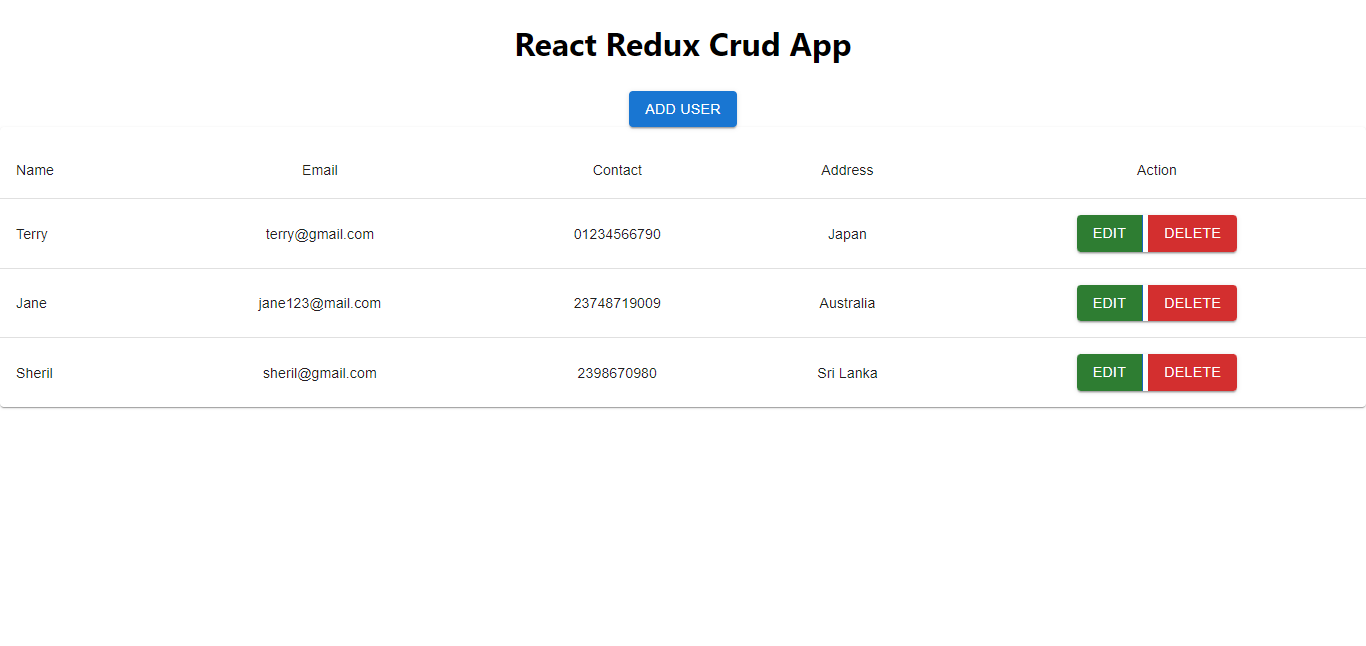 React Redux Crud App
ADD USER
Name Email Contact Address Action
Terry terry@gmail.com 01234566790 Japan EDIT DELETE
Jane jane123@mail.com 23748719009 Australia EDIT DELETE
Sheril sheril@gmail.com 2398670980 Sri Lanka EDIT DELETE